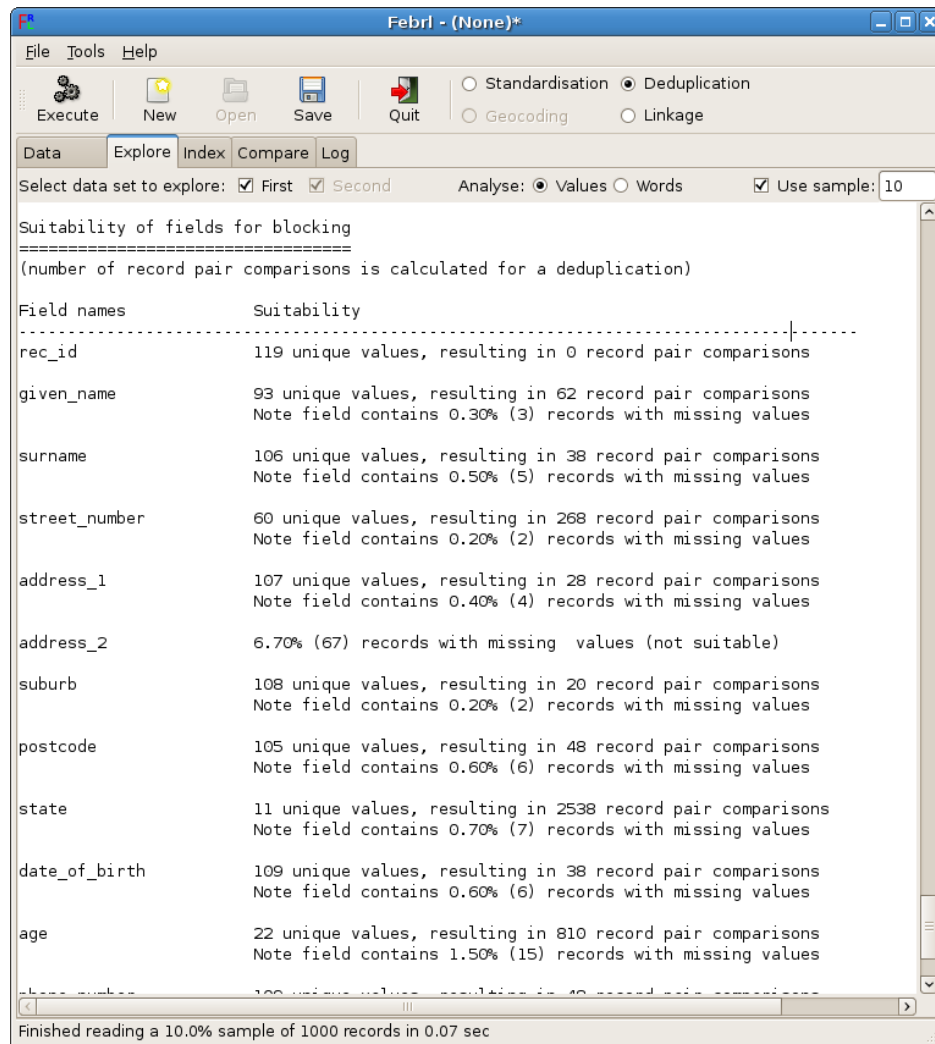 Febrl - (None)*
File Tools Help
Execute New Open Save Quit Standardisation Deduplication
Geocoding Linkage
Data Explore Index Compare Log
Select data set to explore: First Second Analyse: Values Words Use sample: 10
Suitability of fields for blocking
==================================
(number of record pair comparisons is calculated for a deduplication)
Field names Suitability
--------------------------------------------------------------------------------------
rec_id 119 unique values, resulting in 0 record pair comparisons
given_name 93 unique values, resulting in 62 record pair comparisons
Note field contains 0.30% (3) records with missing values
surname 106 unique values, resulting in 38 record pair comparisons
Note field contains 0.50% (5) records with missing values
street_number 60 unique values, resulting in 268 record pair comparisons
Note field contains 0.20% (2) records with missing values
address_1 107 unique values, resulting in 28 record pair comparisons
Note field contains 0.40% (4) records with missing values
address_2 6.70% (67) records with missing  values (not suitable)
suburb 108 unique values, resulting in 20 record pair comparisons
Note field contains 0.20% (2) records with missing values
postcode 105 unique values, resulting in 48 record pair comparisons
Note field contains 0.60% (6) records with missing values
state 11 unique values, resulting in 2538 record pair comparisons
Note field contains 0.70% (7) records with missing values
date_of_birth 109 unique values, resulting in 38 record pair comparisons
Note field contains 0.60% (6) records with missing values
age 22 unique values, resulting in 810 record pair comparisons
Note field contains 1.50% (15) records with missing values
Finished reading a 10.0% sample of 1000 records in 0.07 sec